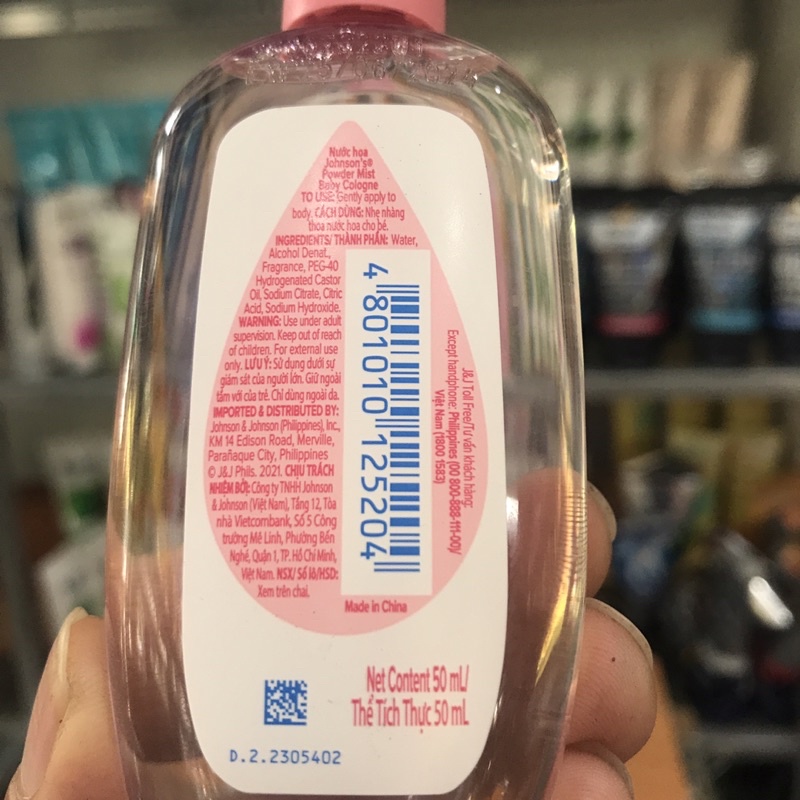 Nước hoa
Johnson's®
Powder Mist
Baby Cologne
TO USE: Gently apply to
body. CÁCH DÙNG: Nhẹ nhàng
thoa nước hoa cho bé.
INGREDIENTS/ THÀNH PHẦN: Water,
Alcohol Denat.,
Fragrance, PEG-40
Hydrogenated Castor
Oil, Sodium Citrate, Citric
Acid, Sodium Hydroxide.
WARNING: Use under adult
supervision. Keep out of reach
of children. For external use
only. LƯU Ý: Sử dụng dưới sự
giám sát của người lớn. Giữ ngoài
tầm với của trẻ. Chỉ dùng ngoài da.
IMPORTED & DISTRIBUTED BY:
Johnson & Johnson (Philippines), Inc.,
KM 14 Edison Road, Merville,
Parañaque City, Philippines
© J&J Phils. 2021. CHỊU TRÁCH
NHIỆM BỞI: Công ty TNHH Johnson
& Johnson (Việt Nam), Tầng 12, Tòa
nhà Vietcombank, Số 5 Công
trường Mê Linh, Phường Bến
Nghé, Quận 1, TP. Hồ Chí Minh,
Việt Nam. NSX/ Số lô/HSD:
Xem trên chai.
4 801010 125204
J&J Toll Free/Tư vấn khách hàng:
Except handphone: Philippines (00 800-888-111-00)/
Việt Nam (1800 1583)
Made in China
Net Content 50 mL/
Thể Tích Thực 50 mL
D.2.2305402